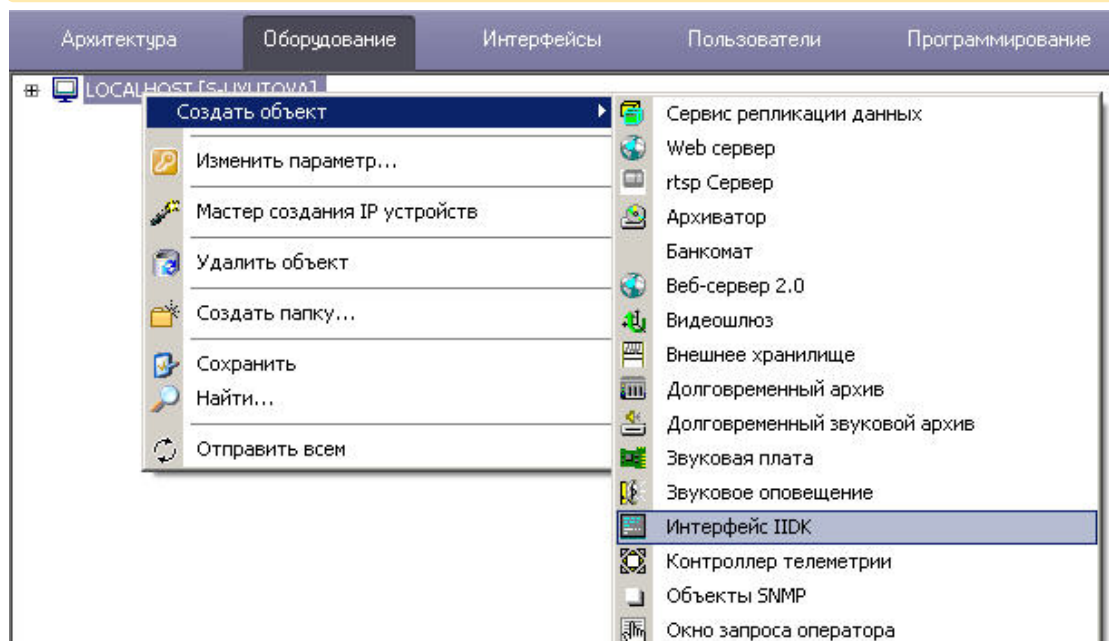 Архитектура Оборудование Интерфейсы Пользователи Программирование
LOCALHOST [S-LIYUTOVA]
Создать объект
Изменить параметр...
Мастер создания IP устройств
Удалить объект
Создать папку...
Сохранить
Найти...
Отправить всем
Сервис репликации данных
Web сервер
rtsp Сервер
Архиватор
Банкомат
Веб-сервер 2.0
Видеошлюз
Внешнее хранилище
Долговременный архив
Долговременный звуковой архив
Звуковая плата
Звуковое оповещение
Интерфейс IIDK
Контроллер телеметрии
Объекты SNMP
Окно запроса оператора